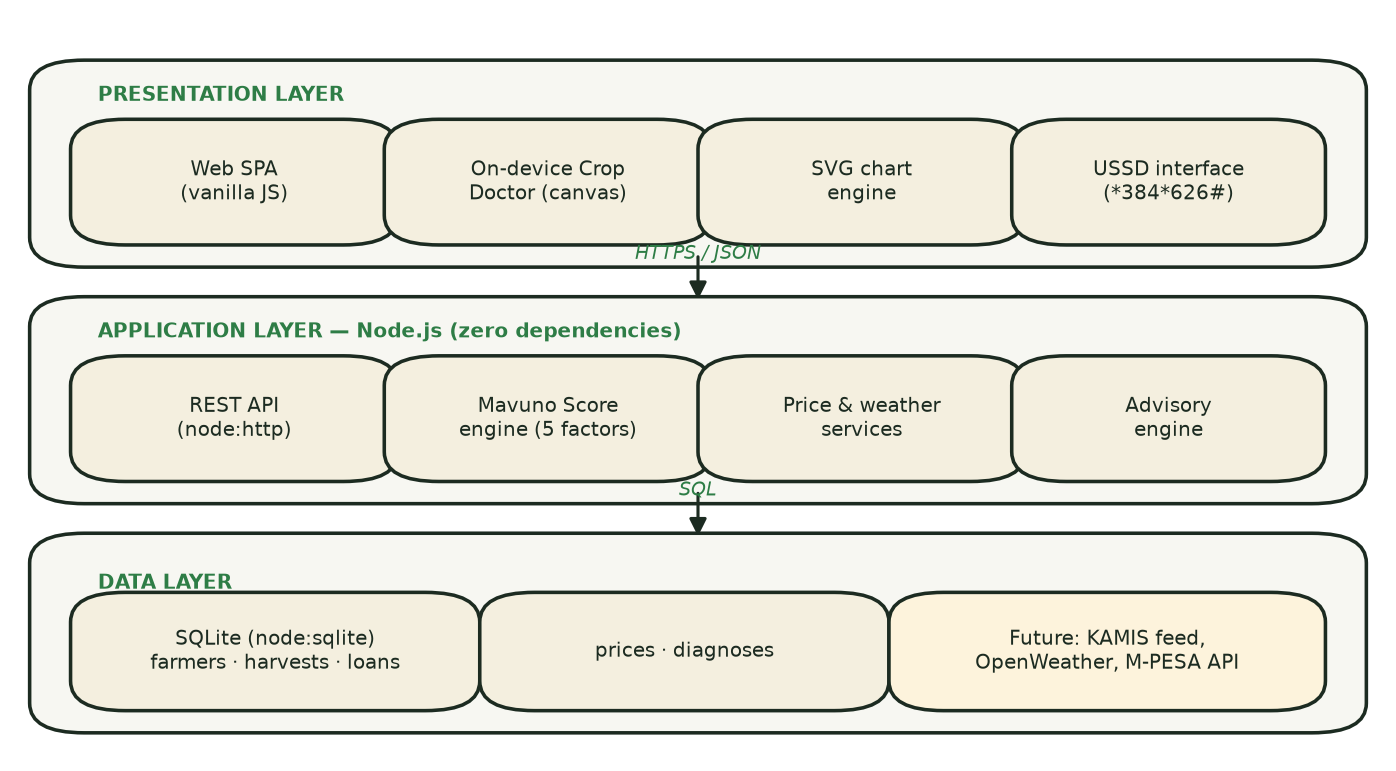 PRESENTATION LAYER
Web SPA
(vanilla JS)
On-device Crop
Doctor (canvas)
SVG chart
engine
USSD interface
(*384*626#)
HTTPS / JSON
APPLICATION LAYER — Node.js (zero dependencies)
REST API
(node:http)
Mavuno Score
engine (5 factors)
Price & weather
services
Advisory
engine
SQL
DATA LAYER
SQLite (node:sqlite)
farmers · harvests · loans
prices · diagnoses
Future: KAMIS feed,
OpenWeather, M-PESA API